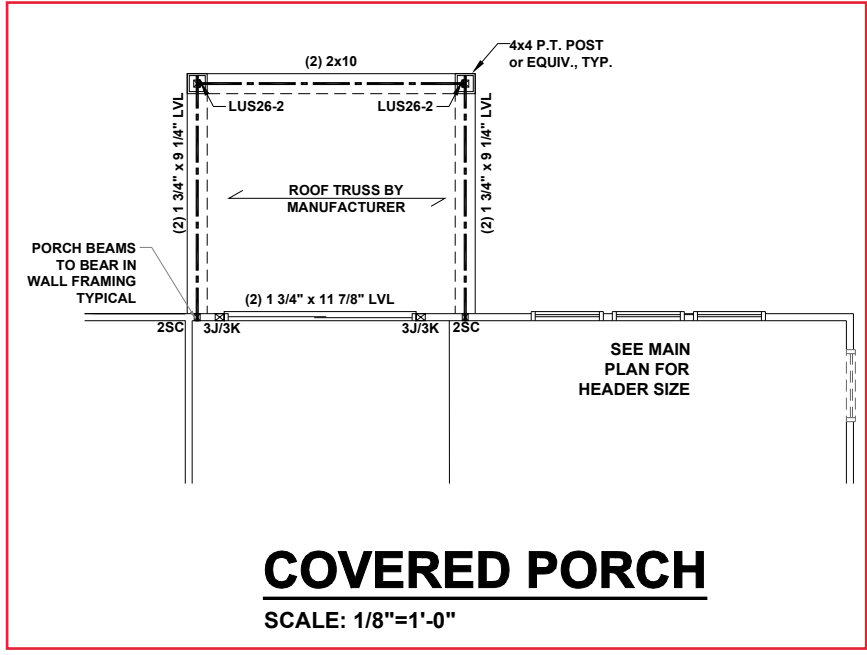 (2) 2x10
4x4 P.T. POST
or EQUIV., TYP.
LUS26-2
LUS26-2
(2) 1 3/4" x 9 1/4" LVL
(2) 1 3/4" x 9 1/4" LVL
ROOF TRUSS BY
MANUFACTURER
PORCH BEAMS
TO BEAR IN
WALL FRAMING
TYPICAL
(2) 1 3/4" x 11 7/8" LVL
2SC
3J/3K
3J/3K
2SC
SEE MAIN
PLAN FOR
HEADER SIZE
COVERED PORCH
SCALE: 1/8"=1'-0"